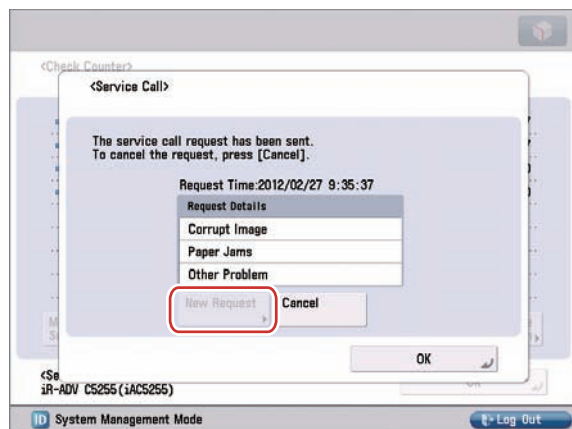 <Check Counter>
<Service Call>
The service call request has been sent.
To cancel the request, press [Cancel].
Request Time:2012/02/27 9:35:37
Request Details
Corrupt Image
Paper Jams
Other Problem
New Request
Cancel
OK
iR-ADV C5255(iAC5255)
ID System Management Mode
Log Out